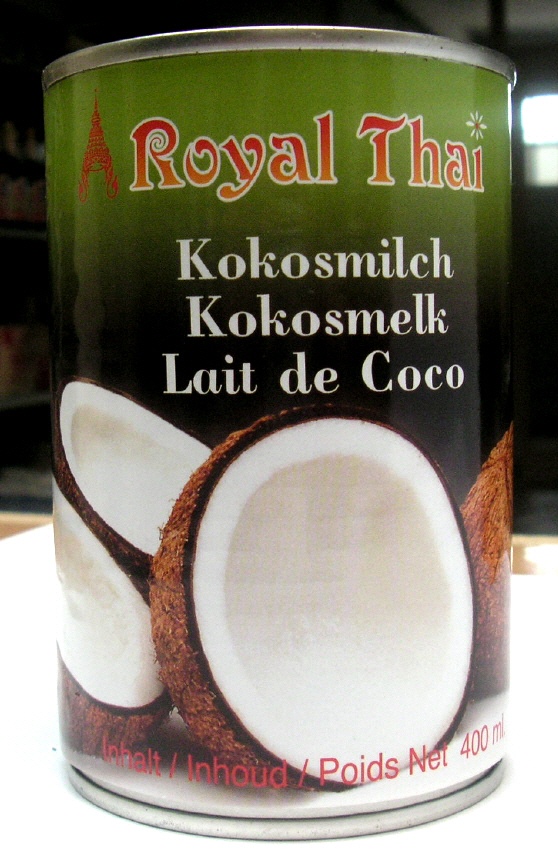 Royal Thai
Kokosmilch
Kokosmelk
Lait de Coco
Inhalt / Inhoud / Poids Net 400 ml.